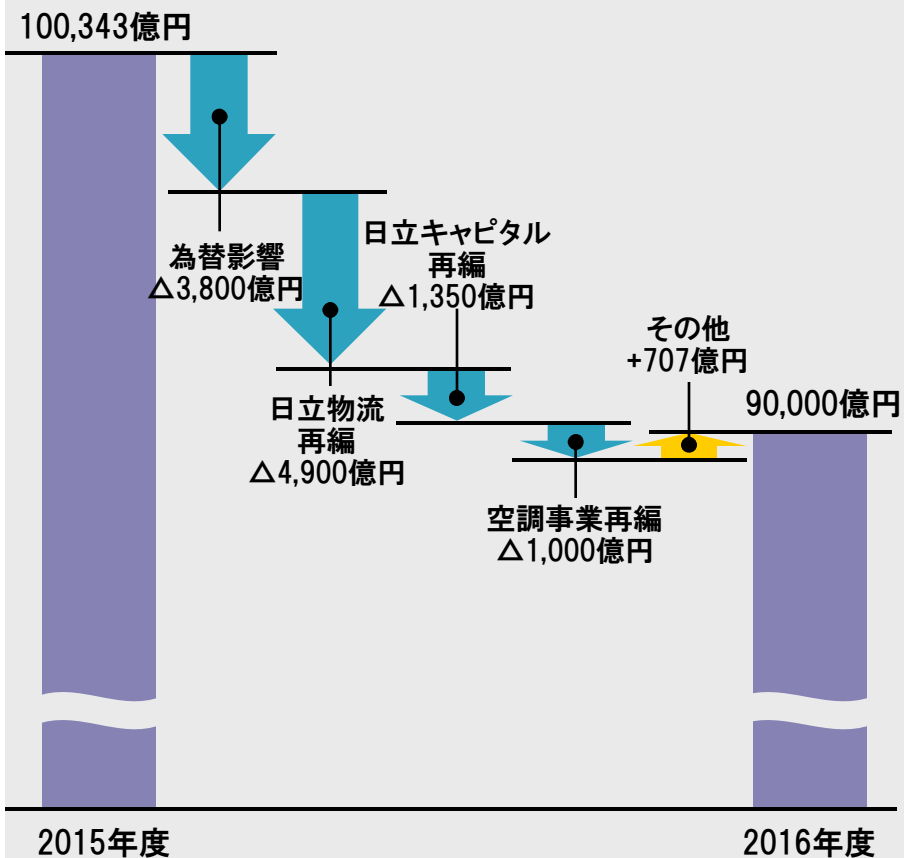 100,343億円
為替影響
△3,800億円
日立物流
再編
△4,900億円
日立キャピタル
再編
△1,350億円
空調事業再編
△1,000億円
その他
+707億円
90,000億円
2015年度
2016年度